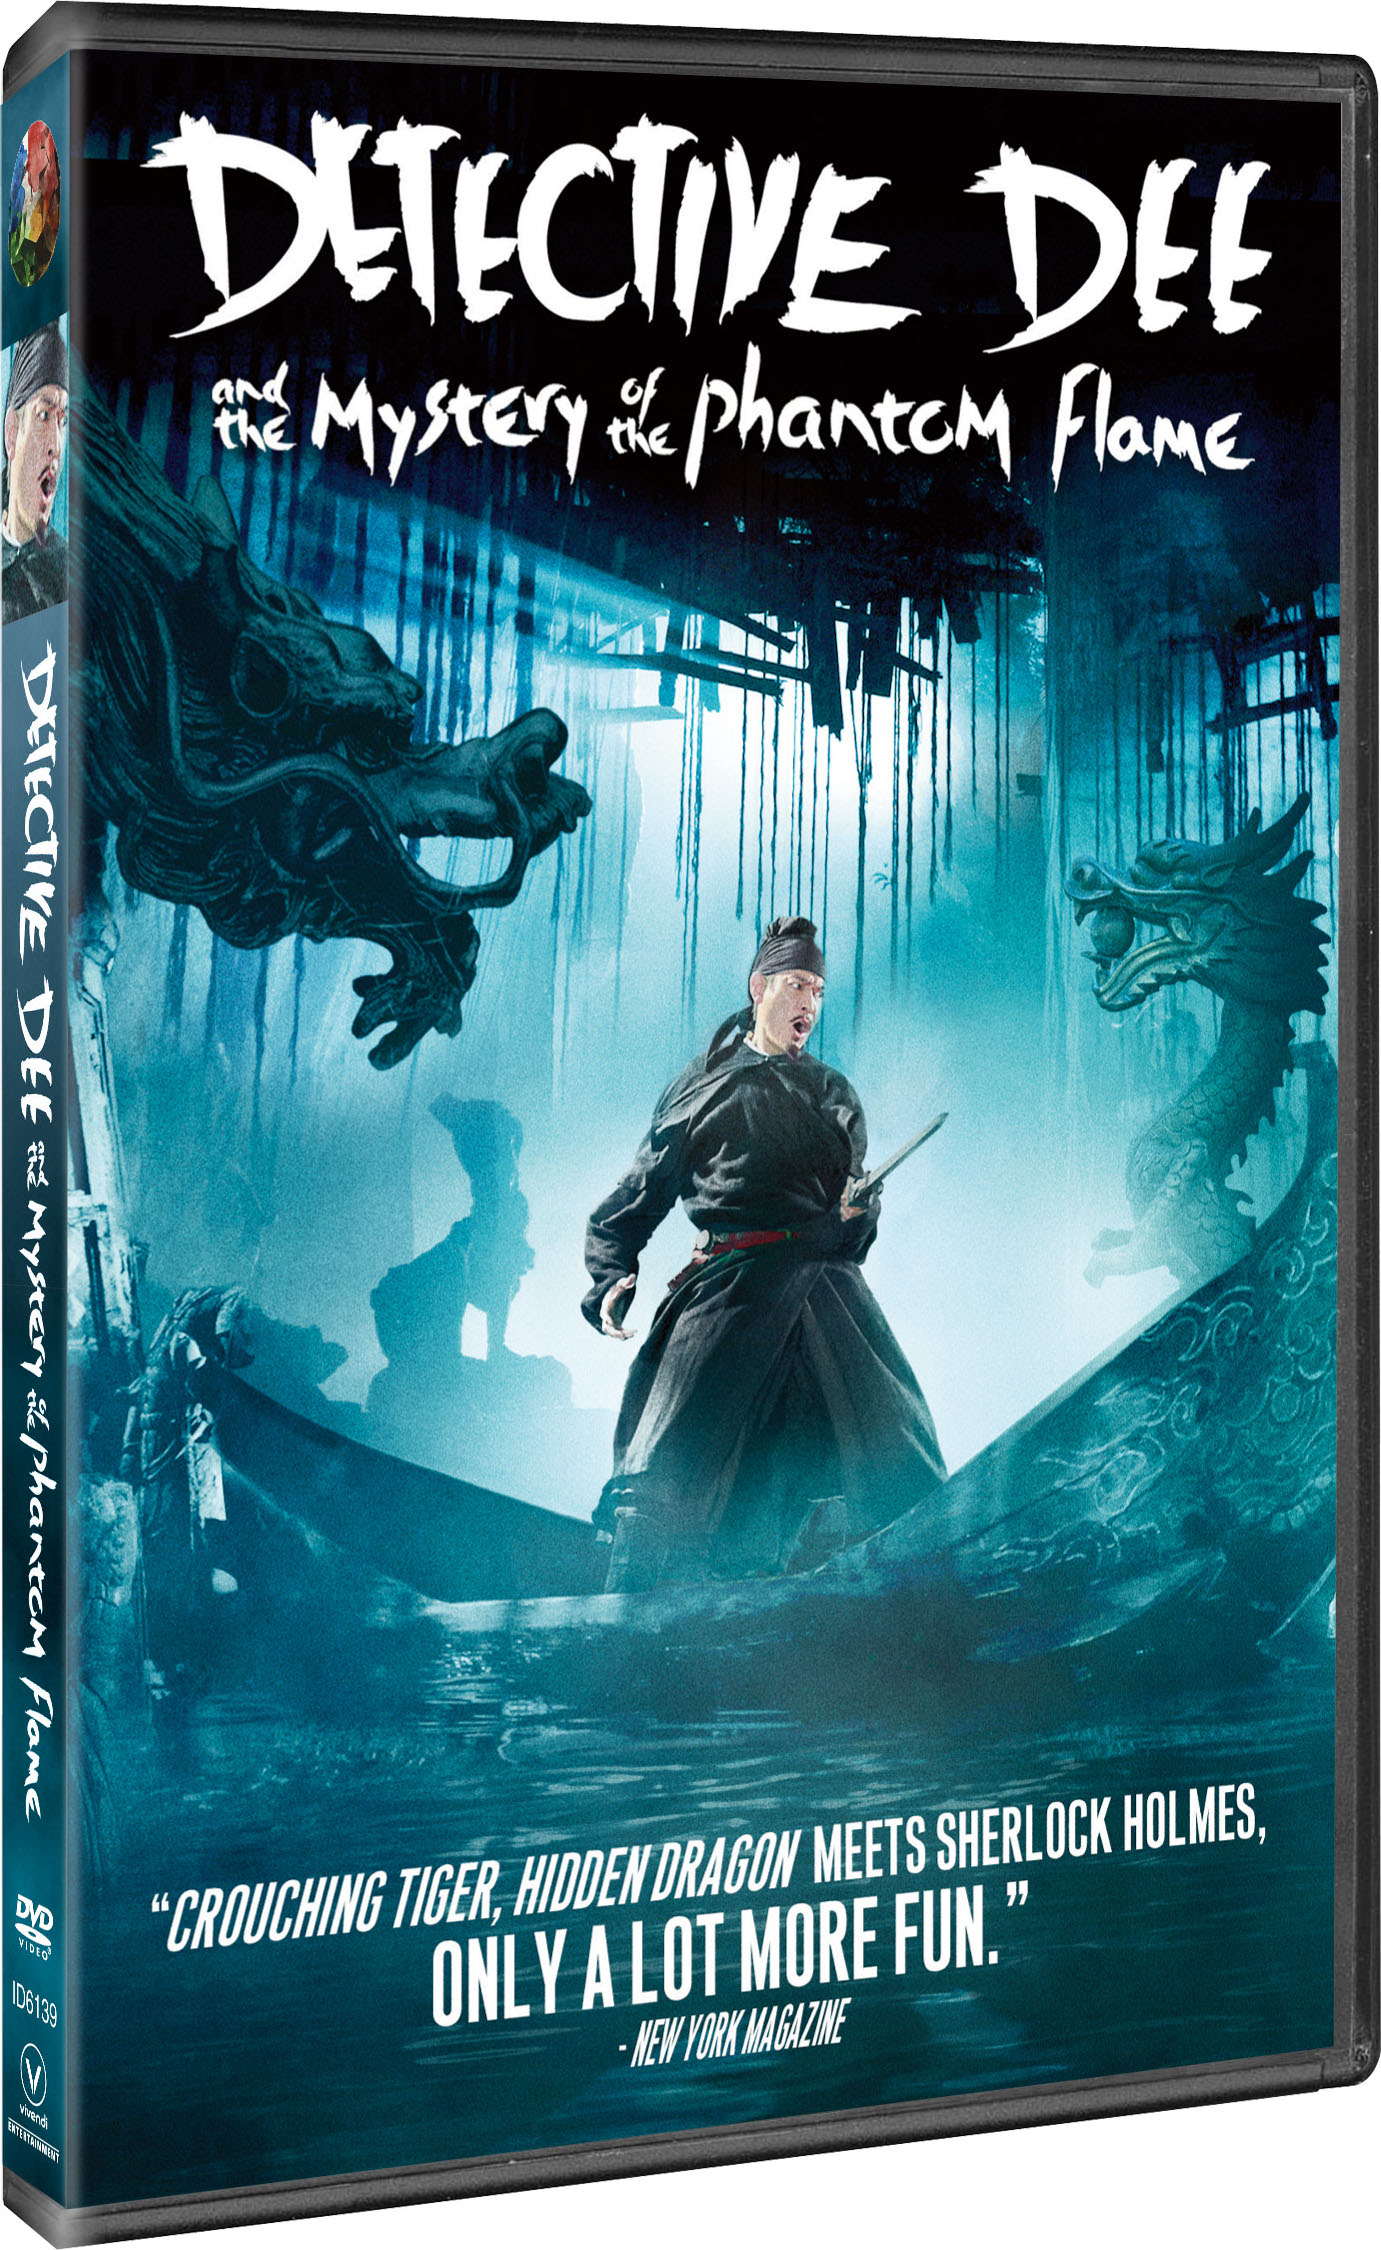 DETECTIVE DEE
and the Mystery of the Phantom Flame
"CROUCHING TIGER, HIDDEN DRAGON MEETS SHERLOCK HOLMES,
ONLY A LOT MORE FUN."
- NEW YORK MAGAZINE
DETECTIVE DEE and the Mystery of the Phantom Flame
DVD
VIDEO
ID6139
V
vivendi
ENTERTAINMENT